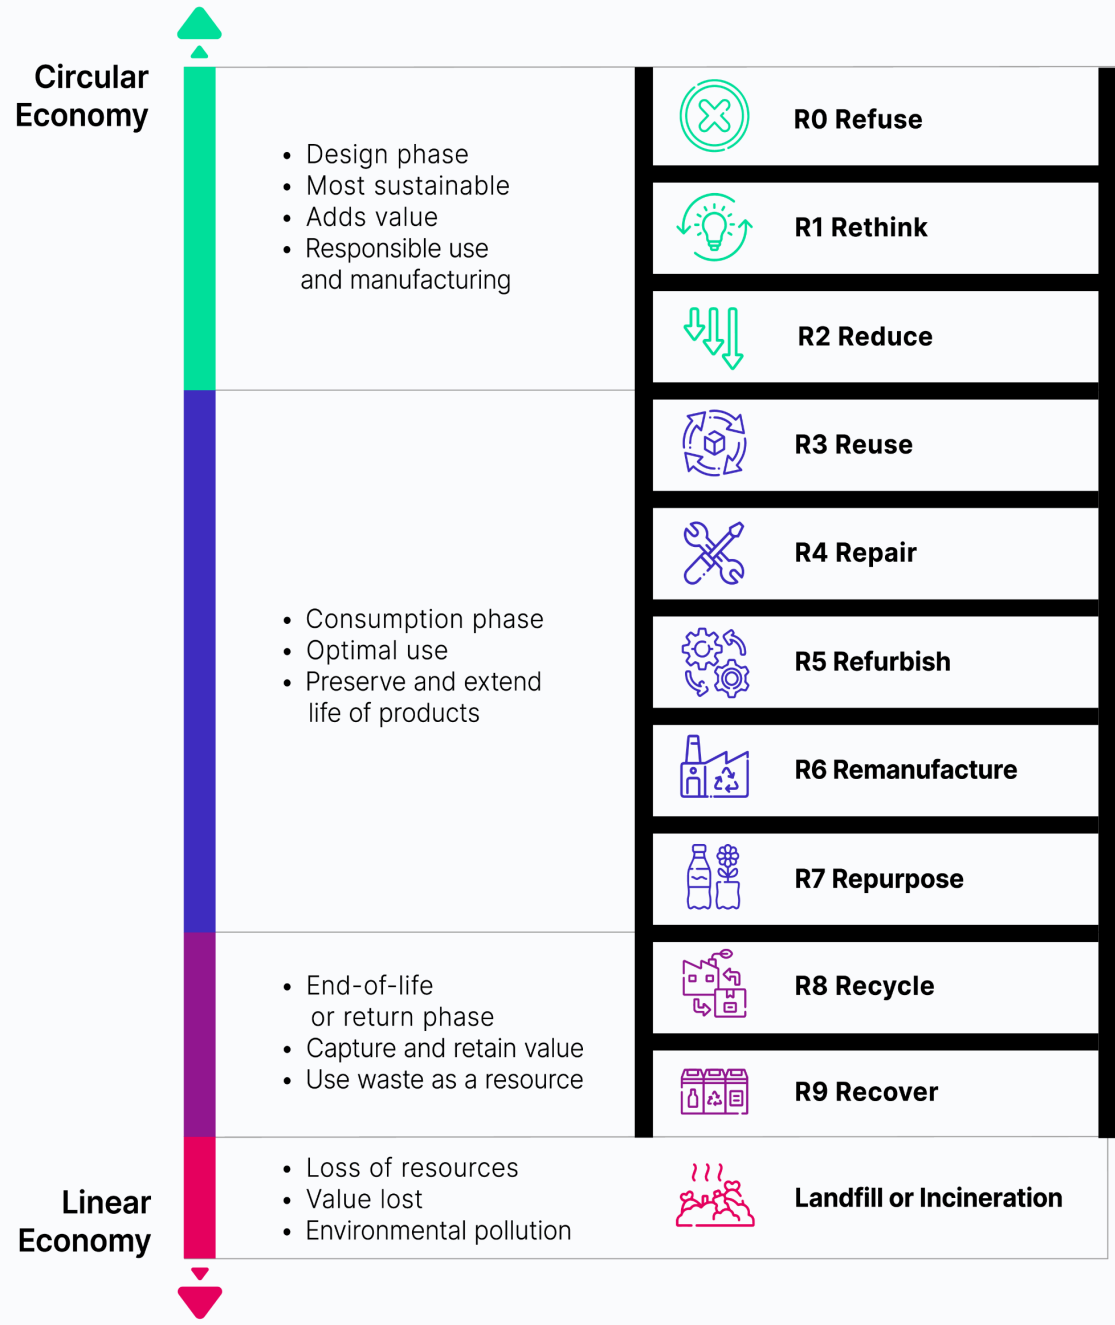 Circular
Economy
• Design phase
• Most sustainable
• Adds value
• Responsible use
and manufacturing
R0 Refuse
R1 Rethink
R2 Reduce
• Consumption phase
• Optimal use
• Preserve and extend
life of products
R3 Reuse
R4 Repair
R5 Refurbish
R6 Remanufacture
R7 Repurpose
• End-of-life
or return phase
• Capture and retain value
• Use waste as a resource
R8 Recycle
R9 Recover
Linear
Economy
• Loss of resources
• Value lost
• Environmental pollution
Landfill or Incineration